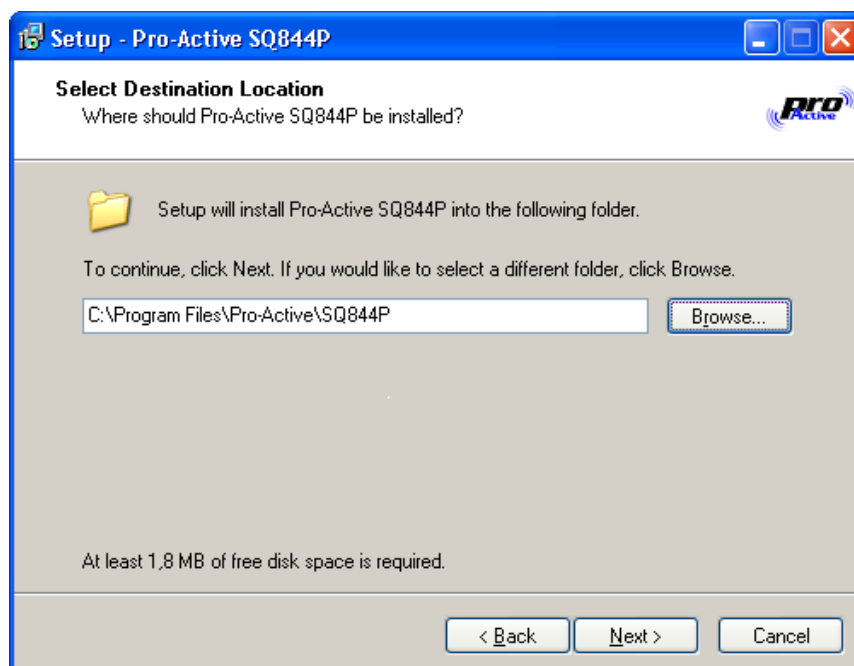 Setup - Pro-Active SQ844P
Select Destination Location
Where should Pro-Active SQ844P be installed?
pro
Active
Setup will install Pro-Active SQ844P into the following folder.
To continue, click Next. If you would like to select a different folder, click Browse.
C:\Program Files\Pro-Active\SQ844P
Browse...
At least 1,8 MB of free disk space is required.
< Back
Next >
Cancel